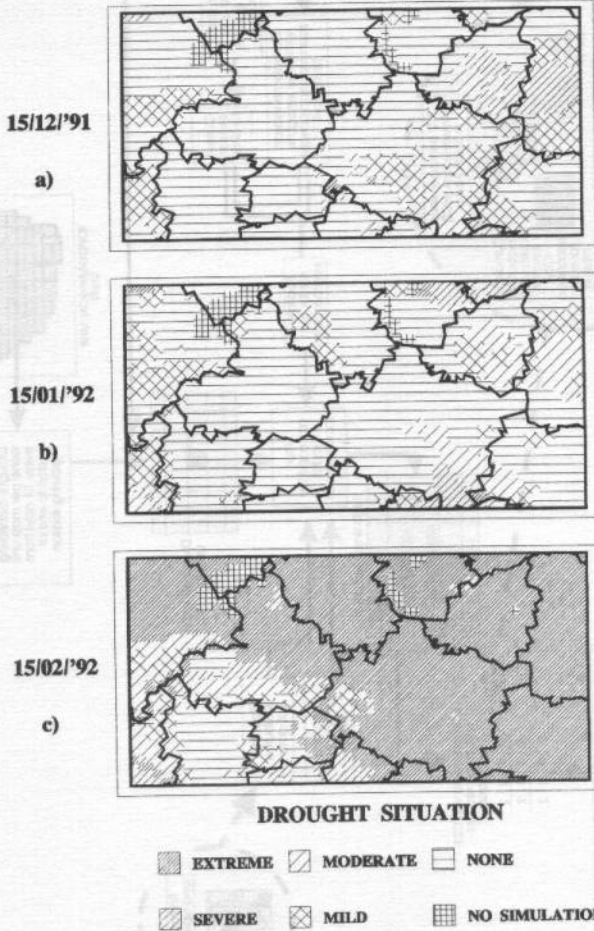 15/12/'91
a)
15/01/'92
b)
15/02/'92
c)
DROUGHT SITUATION
EXTREME MODERATE NONE
SEVERE MILD NO SIMULATION